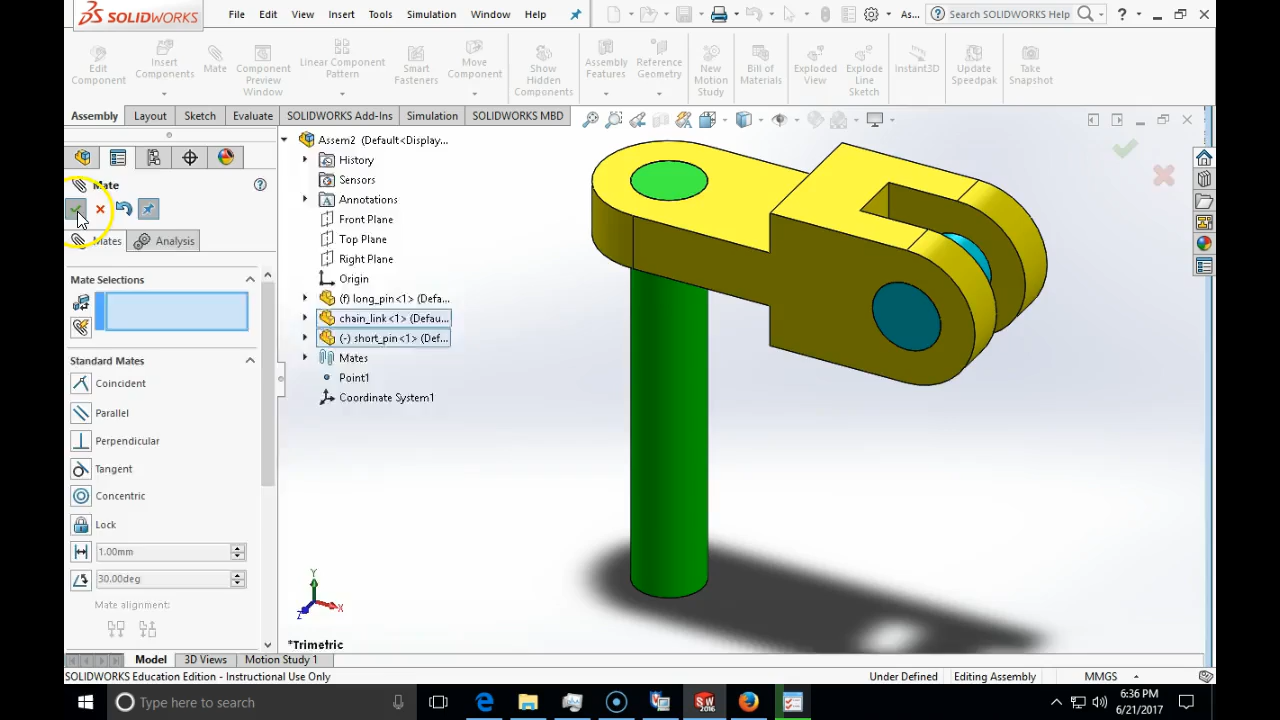 SOLIDWORKS
File Edit View Insert Tools Simulation Window Help
As...
Search SOLIDWORKS Help
Edit Component
Insert Components
Mate
Component Preview Window
Linear Component Pattern
Smart Fasteners
Move Component
Show Hidden Components
Assembly Features
Reference Geometry
New Motion Study
Bill of Materials
Exploded View
Explode Line Sketch
Instant3D
Update Speedpak
Take Snapshot
Assembly Layout Sketch Evaluate SOLIDWORKS Add-Ins Simulation SOLIDWORKS MBD
Mate
Mates Analysis
Mate Selections
Standard Mates
Coincident
Parallel
Perpendicular
Tangent
Concentric
Lock
1.00mm
30.00deg
Mate alignment:
Assem2 (Default<Display...
History
Sensors
Annotations
Front Plane
Top Plane
Right Plane
Origin
(f) long_pin<1> (Defa...
chain_link<1> (Defau...
(-) short_pin<1> (Def...
Mates
Point1
Coordinate System1
Y
X
Z
*Trimetric
Model 3D Views Motion Study 1
SOLIDWORKS Education Edition - Instructional Use Only
Under Defined Editing Assembly MMGS
Type here to search
SW
2016
6:36 PM
6/21/2017